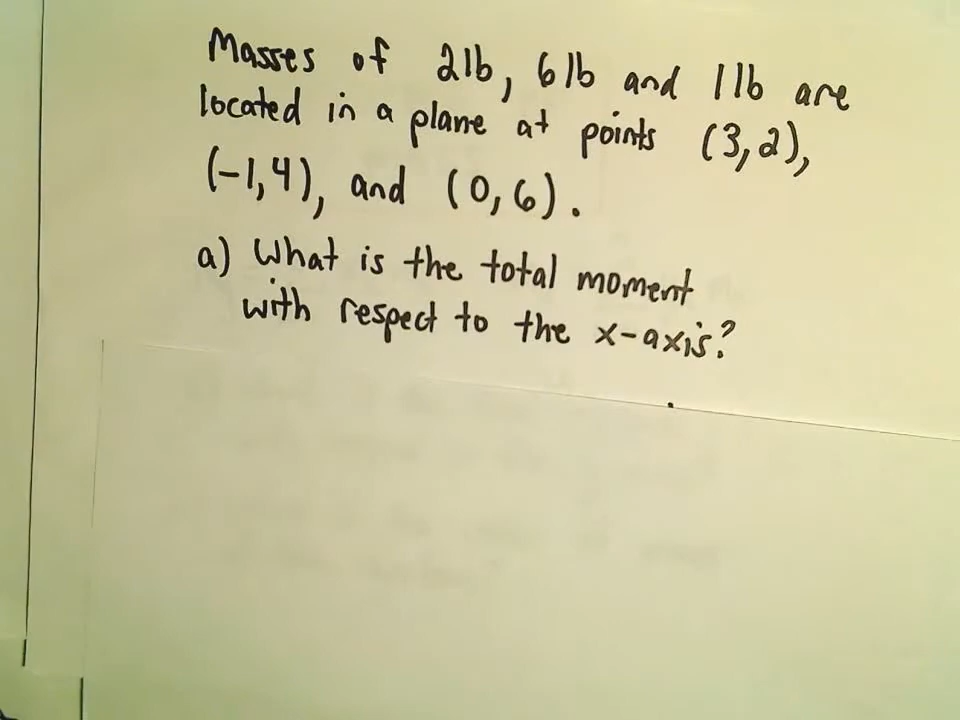 Masses of 2lb, 6lb and 1lb are
located in a plane at points (3,2),
(-1,4), and (0,6).
a) What is the total moment
with respect to the x-axis?